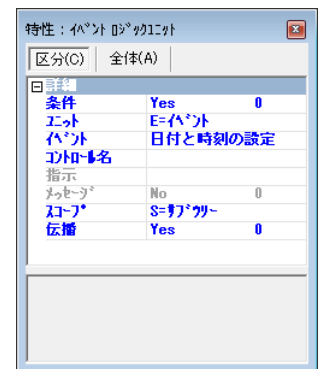 特性：ｲﾍﾞﾝﾄ ﾛｼﾞｯｸﾕﾆｯﾄ
区分(C) 全体(A)
詳細
条件 Yes 0
ﾕﾆｯﾄ E=ｲﾍﾞﾝﾄ
ｲﾍﾞﾝﾄ 日付と時刻の設定
ｺﾝﾄﾛｰﾙ名
指示
ﾒｯｾｰｼﾞ No 0
ｽｺｰﾌﾟ S=ｻﾌﾞﾂﾘｰ
伝播 Yes 0